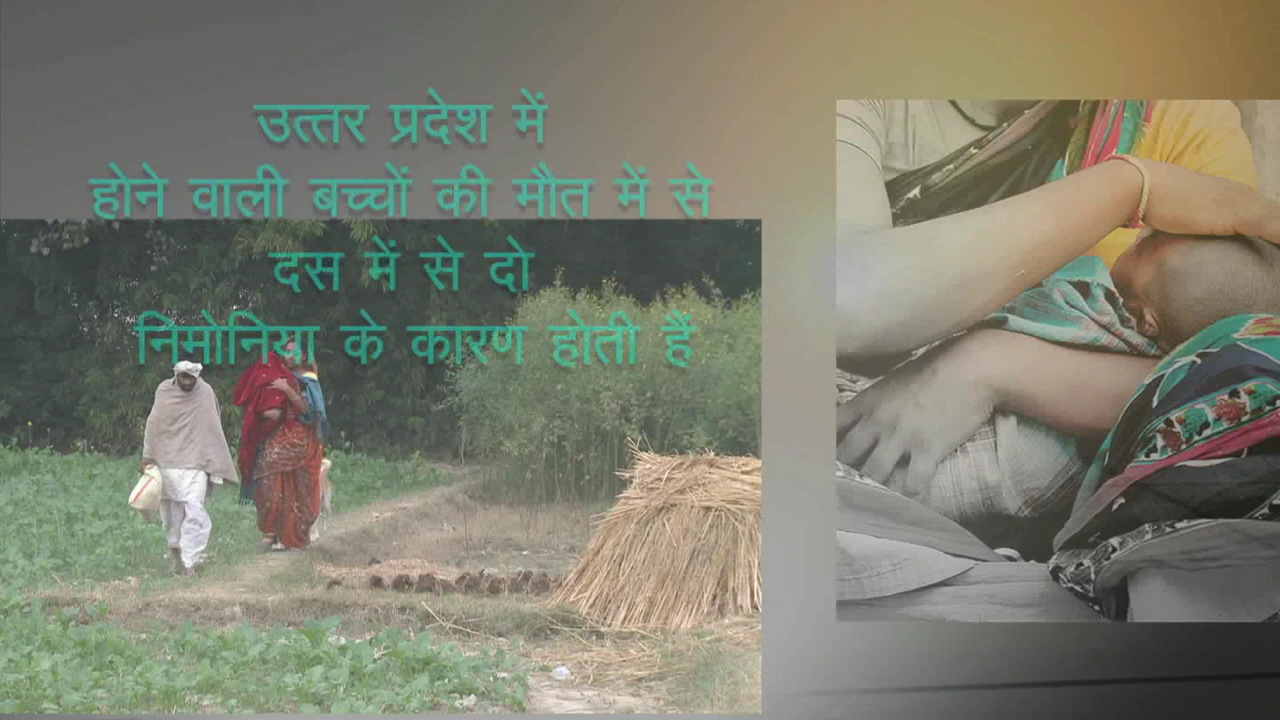 उत्तर प्रदेश में
होने वाली बच्चों की मौत में से
दस में से दो
निमोनिया के कारण होती हैं